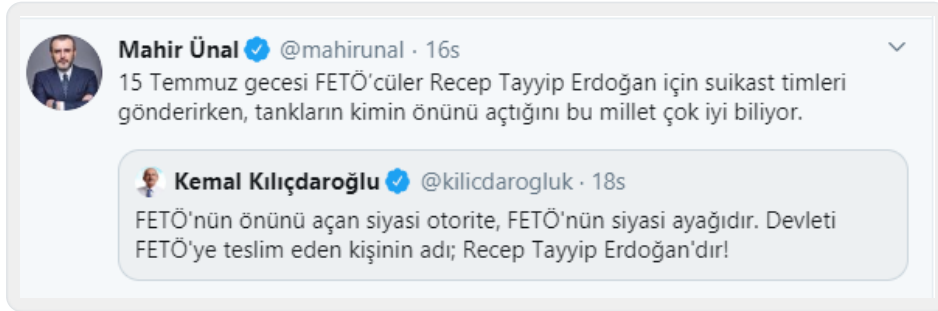 Mahir Ünal @mahirunal · 16s
15 Temmuz gecesi FETÖ'cüler Recep Tayyip Erdoğan için suikast timleri
gönderirken, tankların kimin önünü açtığını bu millet çok iyi biliyor.
Kemal Kılıçdaroğlu @kilicdarogluk · 18s
FETÖ'nün önünü açan siyasi otorite, FETÖ'nün siyasi ayağıdır. Devleti
FETÖ'ye teslim eden kişinin adı; Recep Tayyip Erdoğan'dır!